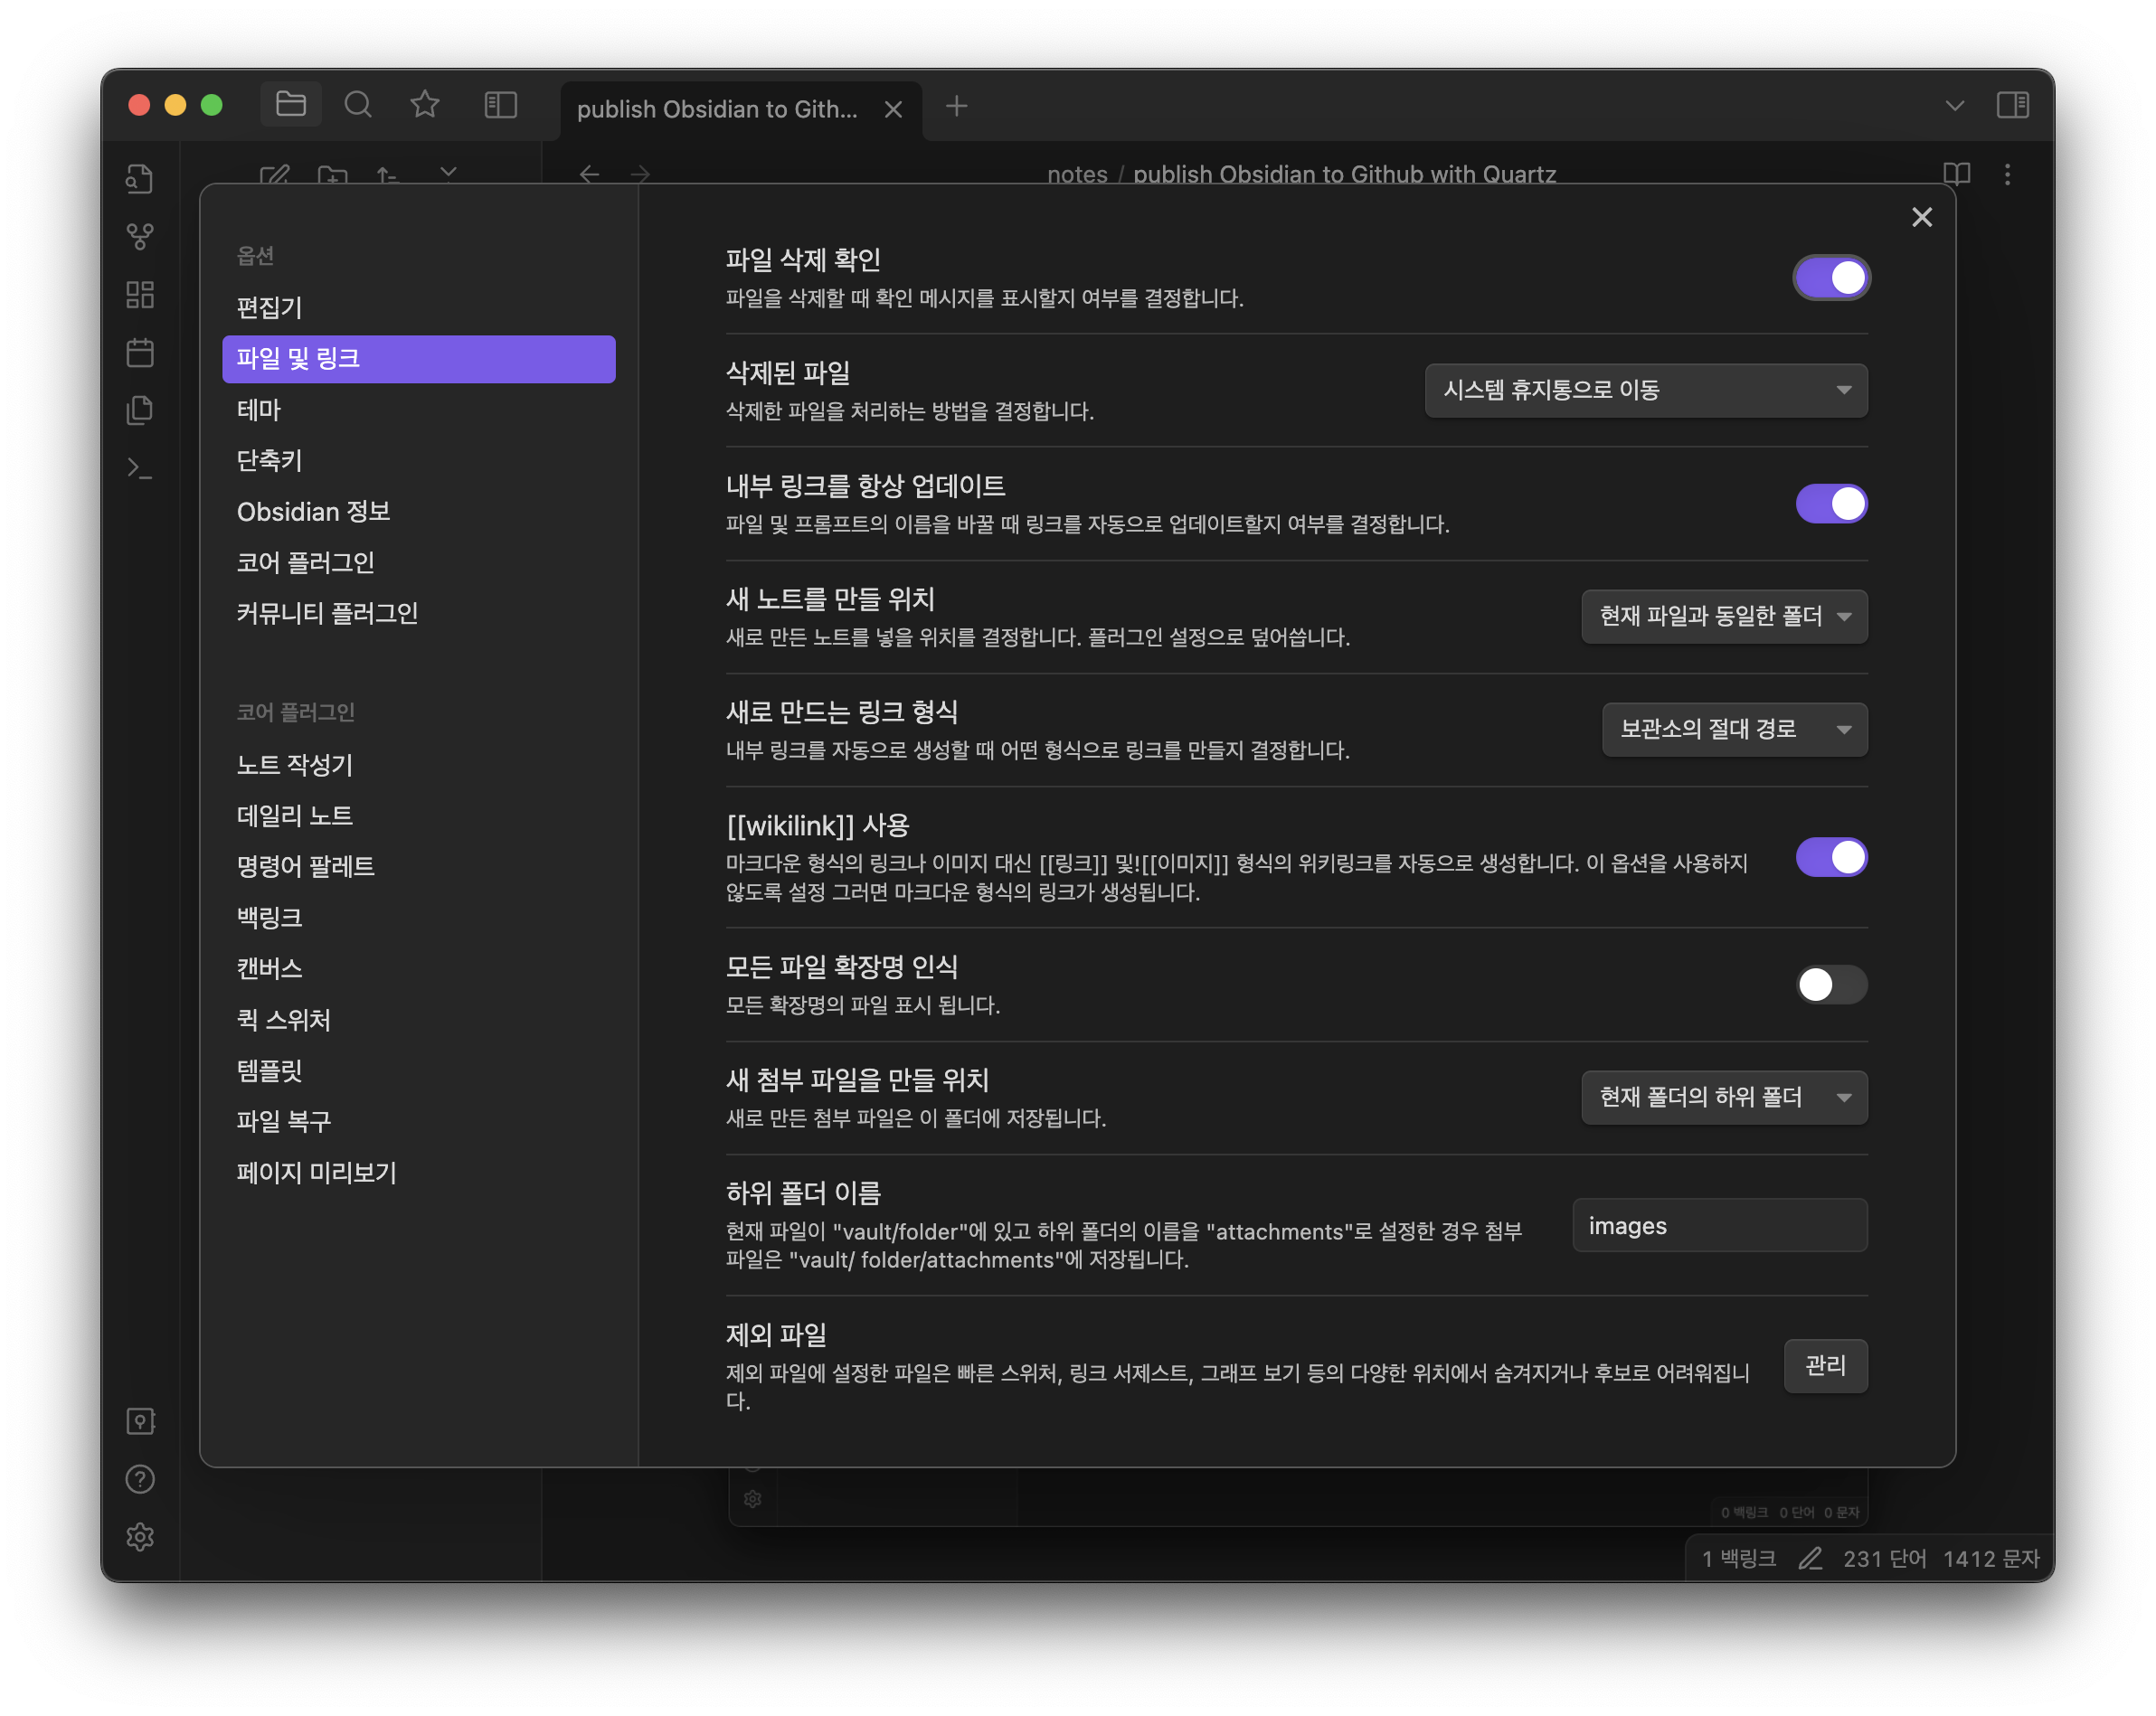 publish Obsidian to Gith...
notes / publish Obsidian to Github with Quartz
옵션
편집기
파일 및 링크
테마
단축키
Obsidian 정보
코어 플러그인
커뮤니티 플러그인
코어 플러그인
노트 작성기
데일리 노트
명령어 팔레트
백링크
캔버스
퀵 스위처
템플릿
파일 복구
페이지 미리보기
파일 삭제 확인
파일을 삭제할 때 확인 메시지를 표시할지 여부를 결정합니다.
삭제된 파일
삭제한 파일을 처리하는 방법을 결정합니다.
시스템 휴지통으로 이동
내부 링크를 항상 업데이트
파일 및 프롬프트의 이름을 바꿀 때 링크를 자동으로 업데이트할지 여부를 결정합니다.
새 노트를 만들 위치
새로 만든 노트를 넣을 위치를 결정합니다. 플러그인 설정으로 덮어씁니다.
현재 파일과 동일한 폴더
새로 만드는 링크 형식
내부 링크를 자동으로 생성할 때 어떤 형식으로 링크를 만들지 결정합니다.
보관소의 절대 경로
[[wikilink]] 사용
마크다운 형식의 링크나 이미지 대신 [[링크]] 및![[이미지]] 형식의 위키링크를 자동으로 생성합니다. 이 옵션을 사용하지
않도록 설정 그러면 마크다운 형식의 링크가 생성됩니다.
모든 파일 확장명 인식
모든 확장명의 파일 표시 됩니다.
새 첨부 파일을 만들 위치
새로 만든 첨부 파일은 이 폴더에 저장됩니다.
현재 폴더의 하위 폴더
하위 폴더 이름
현재 파일이 "vault/folder"에 있고 하위 폴더의 이름을 "attachments"로 설정한 경우 첨부
파일은 "vault/ folder/attachments"에 저장됩니다.
images
제외 파일
제외 파일에 설정한 파일은 빠른 스위처, 링크 서제스트, 그래프 보기 등의 다양한 위치에서 숨겨지거나 후보로 어려워집니
다.
관리
0 백링크 0 단어 0 문자
1 백링크 231 단어 1412 문자